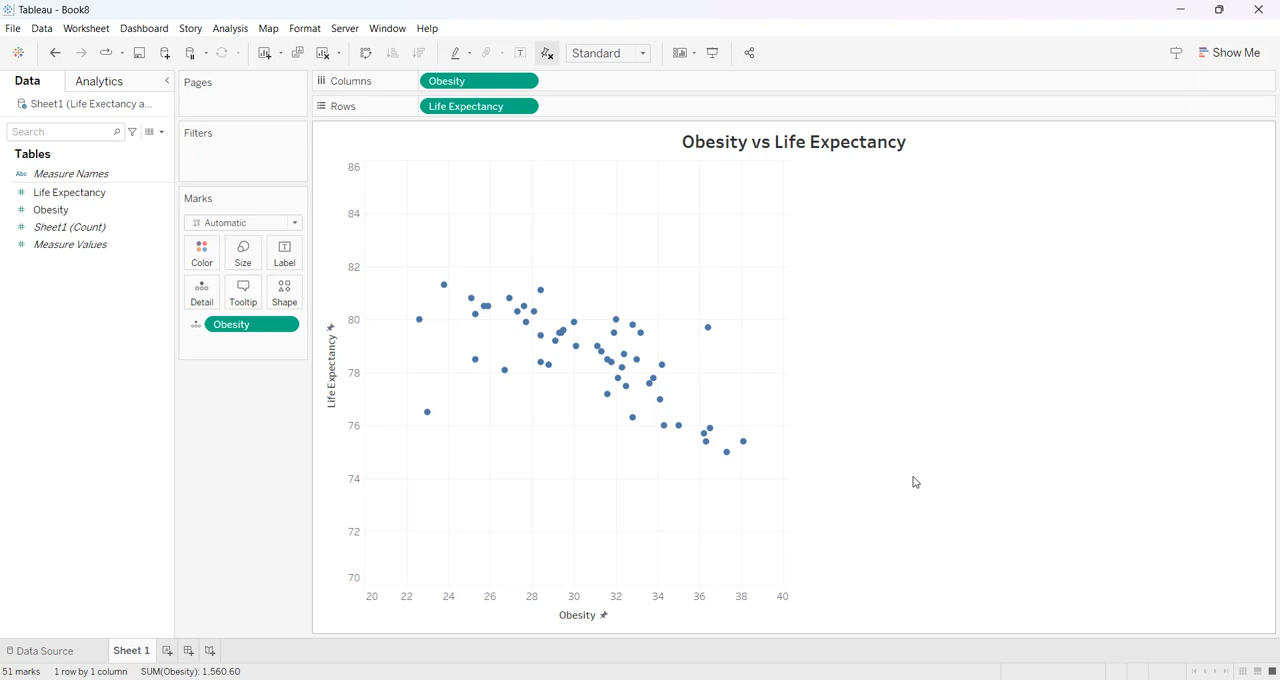 Tableau - Book8
File Data Worksheet Dashboard Story Analysis Map Format Server Window Help
Standard
Show Me
Data Analytics
Sheet1 (Life Exectancy a...
Search
Tables
Abc Measure Names
Life Expectancy
Obesity
Sheet1 (Count)
Measure Values
Pages
Filters
Marks
Automatic
Color Size Label
Detail Tooltip Shape
Obesity
Columns Obesity
Rows Life Expectancy
Obesity vs Life Expectancy
86
84
82
80
78
76
74
72
70
Life Expectancy
20 22 24 26 28 30 32 34 36 38 40
Obesity
Data Source Sheet 1
51 marks 1 row by 1 column SUM(Obesity): 1,560.60